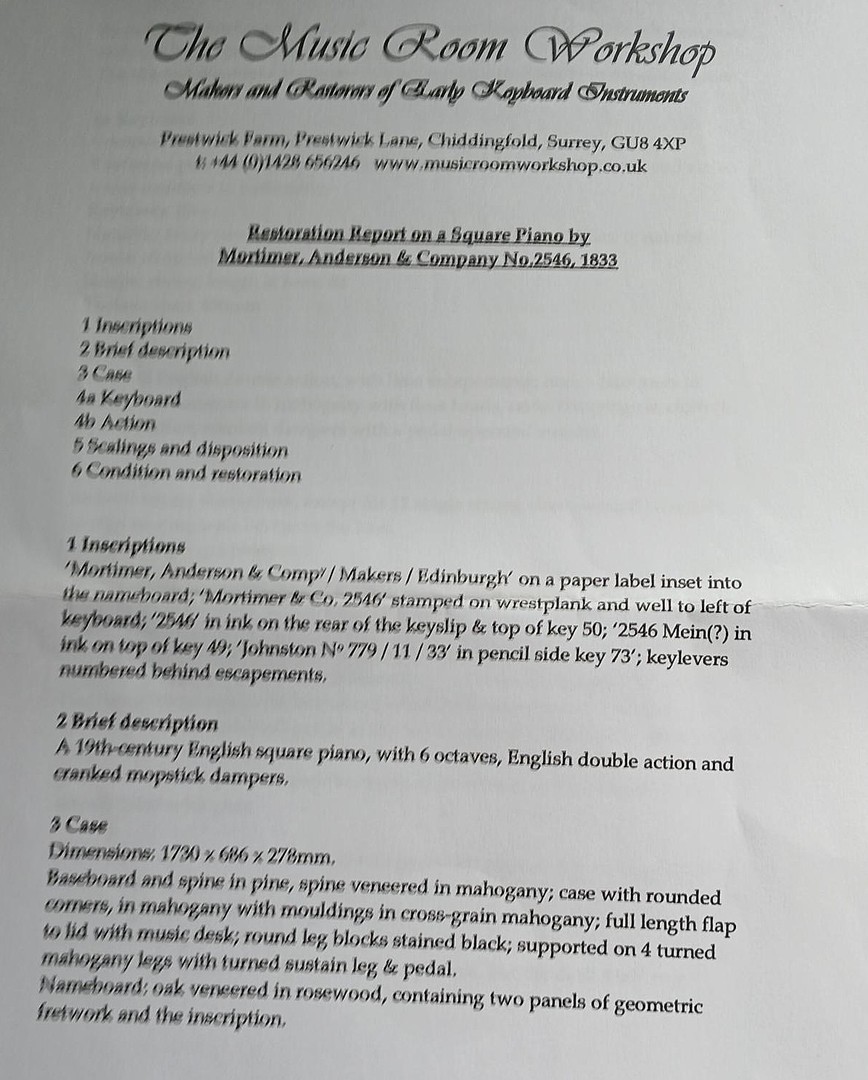 The Music Room Workshop
Makers and Restorers of Early Keyboard Instruments
Prestwick Farm, Prestwick Lane, Chiddingfold, Surrey, GU8 4XP
t: +44 (0)1428 656246 www.musicroomworkshop.co.uk
Restoration Report on a Square Piano by
Mortimer, Anderson & Company No.2546, 1833
1 Inscriptions
2 Brief description
3 Case
4a Keyboard
4b Action
5 Scalings and disposition
6 Condition and restoration
1 Inscriptions
'Mortimer, Anderson & Compʸ / Makers / Edinburgh' on a paper label inset into
the nameboard; 'Mortimer & Co. 2546' stamped on wrestplank and well to left of
keyboard; '2546' in ink on the rear of the keyslip & top of key 50; '2546 Mein(?) in
ink on top of key 49; 'Johnston Nº 779 / 11 / 33' in pencil side key 73'; keylevers
numbered behind escapements.
2 Brief description
A 19th-century English square piano, with 6 octaves, English double action and
cranked mopstick dampers.
3 Case
Dimensions: 1730 x 686 x 278mm.
Baseboard and spine in pine, spine veneered in mahogany; case with rounded
corners, in mahogany with mouldings in cross-grain mahogany; full length flap
to lid with music desk; round leg blocks stained black; supported on 4 turned
mahogany legs with turned sustain leg & pedal.
Nameboard: oak veneered in rosewood, containing two panels of geometric
fretwork and the inscription.